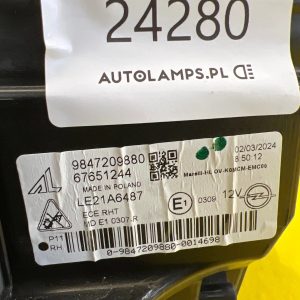 24280
AUTOLAMPS.PL
9847209880
67651244
MADE IN POLAND
LE21A6487
ECE RHT
MD E1 0307.R
P11
RH
02/03/2024
8:50:12
E1
0309
12V
0-9847209880-0014698